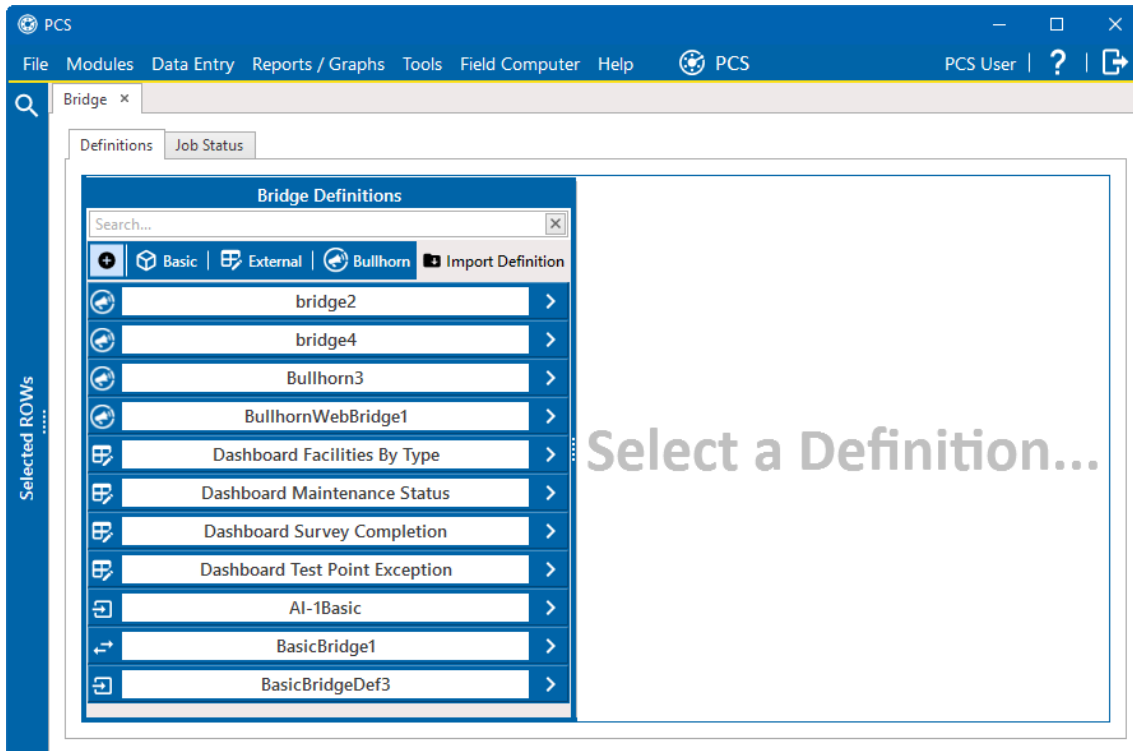 PCS
File Modules Data Entry Reports / Graphs Tools Field Computer Help PCS PCS User | ? |
Bridge ×
Definitions Job Status
Bridge Definitions
Search...
Basic | External | Bullhorn Import Definition
bridge2
bridge4
Bullhorn3
BullhornWebBridge1
Dashboard Facilities By Type
Dashboard Maintenance Status
Dashboard Survey Completion
Dashboard Test Point Exception
AI-1Basic
BasicBridge1
BasicBridgeDef3
Select a Definition...
Selected ROWs